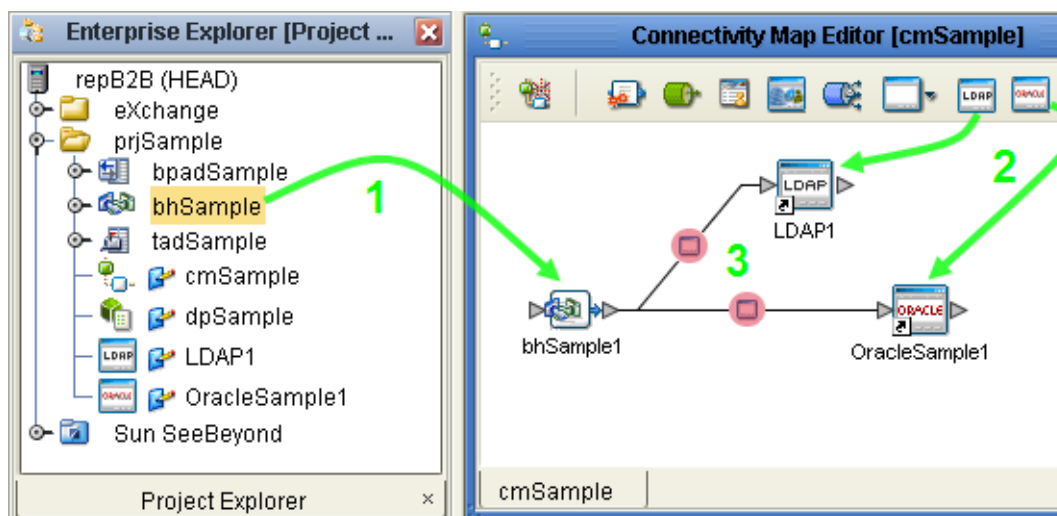 Enterprise Explorer [Project ...
repB2B (HEAD)
eXchange
prjSample
bpadSample
bhSample
tadSample
cmSample
dpSample
LDAP LDAP1
ORACLE OracleSample1
Sun SeeBeyond
Project Explorer ×
1
Connectivity Map Editor [cmSample]
LDAP ORACLE
2
LDAP
LDAP1
3
ORACLE
bhSample1
OracleSample1
cmSample